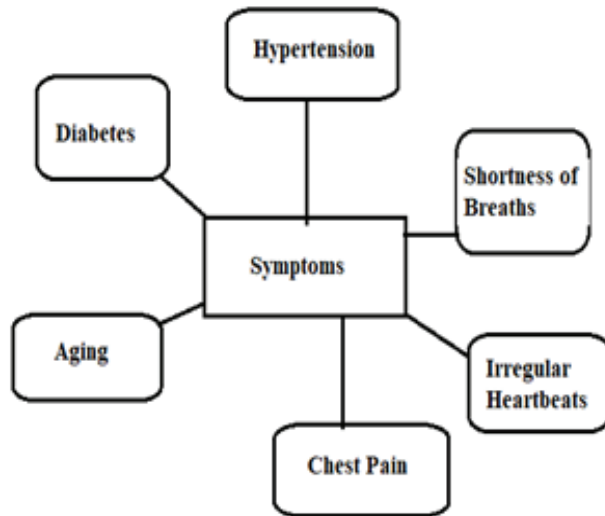 Hypertension
Diabetes
Shortness of
Breaths
Symptoms
Aging
Irregular
Heartbeats
Chest Pain